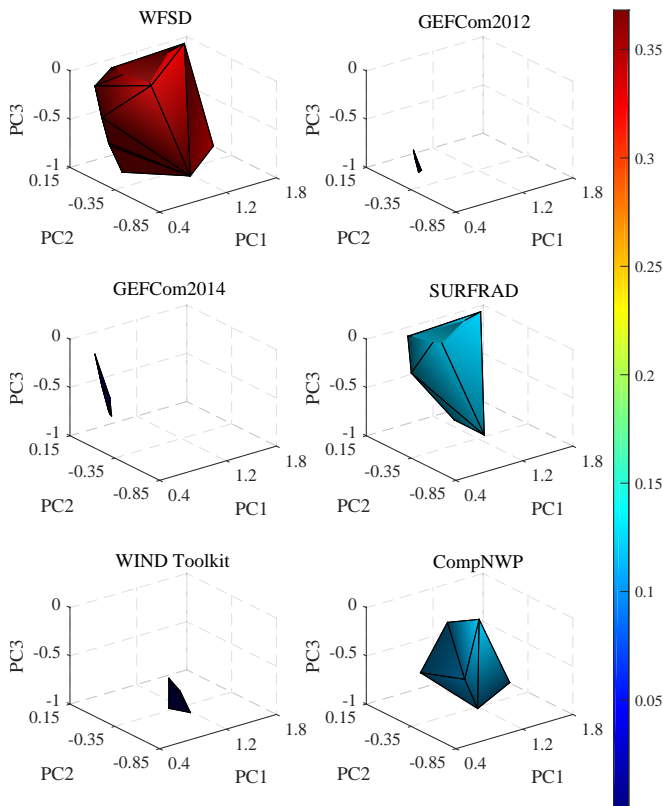 WFSD
GEFCom2012
0
-0.5
-1
PC3
0.15
-0.35
-0.85
PC2
0.4
1.2
1.8
PC1
0
-0.5
-1
PC3
0.15
-0.35
-0.85
PC2
0.4
1.2
1.8
PC1
GEFCom2014
SURFRAD
0
-0.5
-1
PC3
0.15
-0.35
-0.85
PC2
0.4
1.2
1.8
PC1
0
-0.5
-1
PC3
0.15
-0.35
-0.85
PC2
0.4
1.2
1.8
PC1
WIND Toolkit
CompNWP
0
-0.5
-1
PC3
0.15
-0.35
-0.85
PC2
0.4
1.2
1.8
PC1
0
-0.5
-1
PC3
0.15
-0.35
-0.85
PC2
0.4
1.2
1.8
PC1
0.35
0.3
0.25
0.2
0.15
0.1
0.05